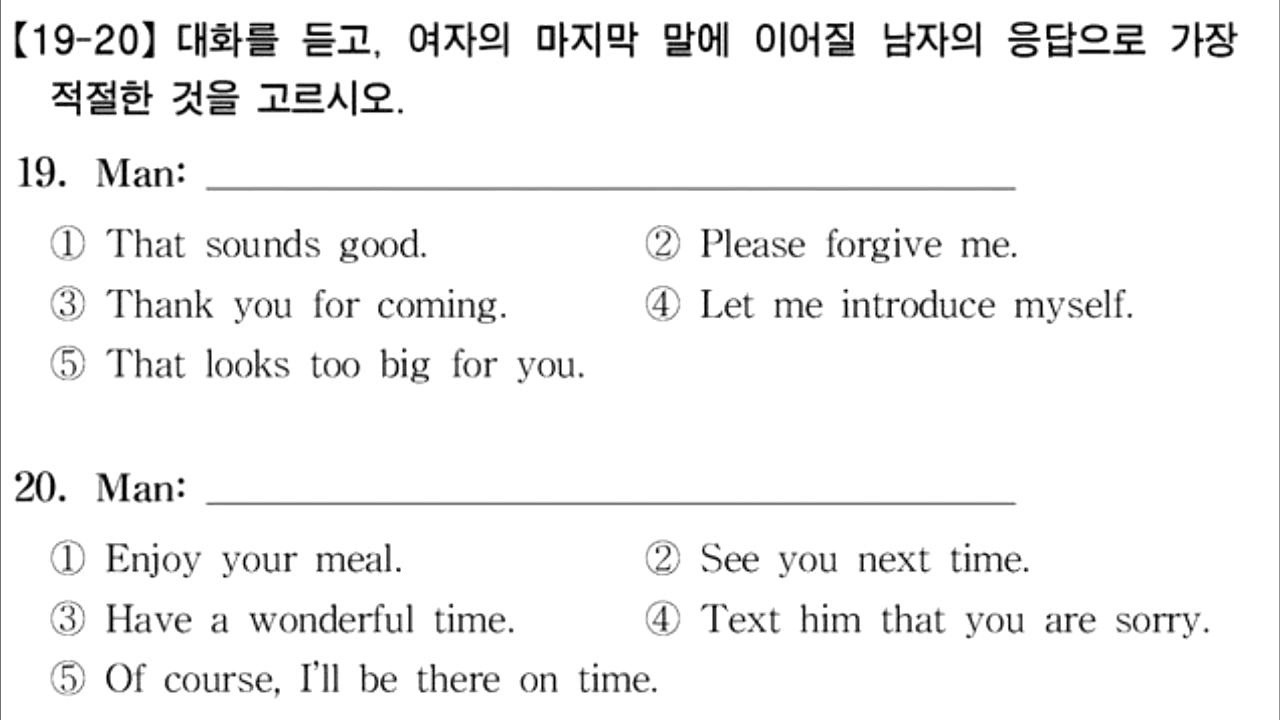 【19-20】 대화를 듣고, 여자의 마지막 말에 이어질 남자의 응답으로 가장
적절한 것을 고르시오.
19. Man: ____________________
① That sounds good. ② Please forgive me.
③ Thank you for coming. ④ Let me introduce myself.
⑤ That looks too big for you.
20. Man: ____________________
① Enjoy your meal. ② See you next time.
③ Have a wonderful time. ④ Text him that you are sorry.
⑤ Of course, I'll be there on time.